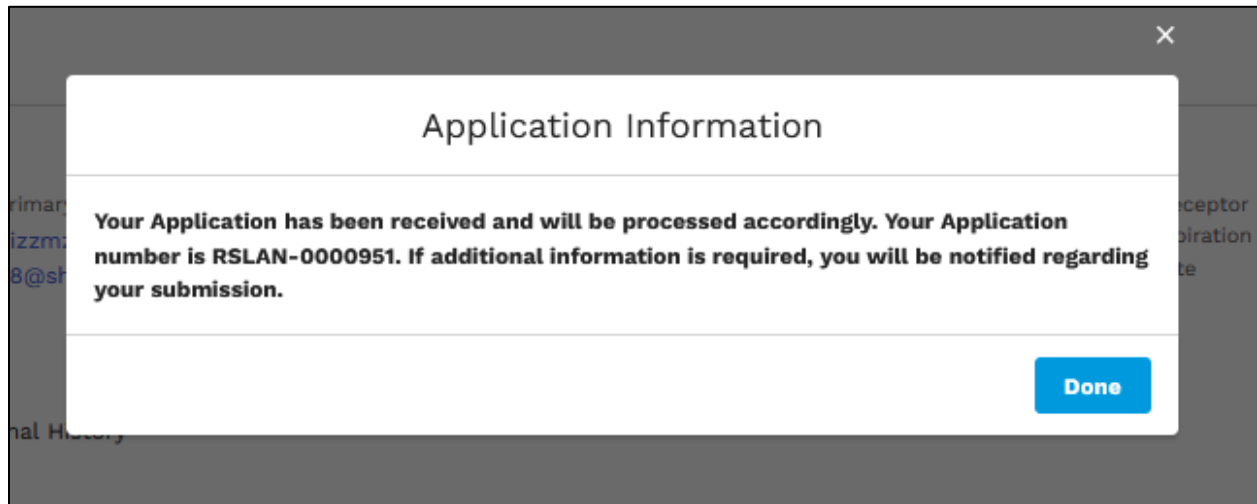 Application Information
Your Application has been received and will be processed accordingly. Your Application
number is RSLAN-0000951. If additional information is required, you will be notified regarding
your submission.
Done